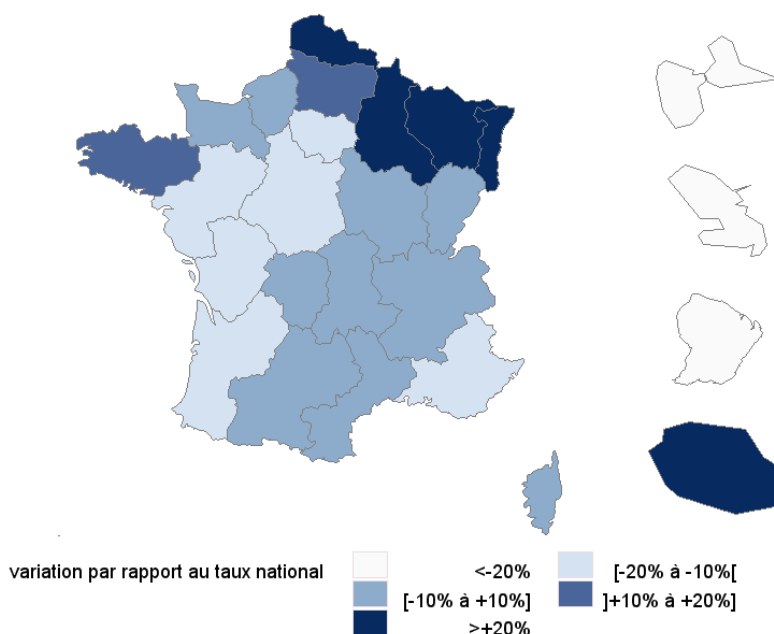 variation par rapport au taux national
<-20%
[-20% à -10%[
[-10% à +10%]
]+10% à +20%]
>+20%